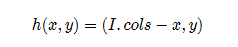 h(x, y) = (I.cols − x, y)